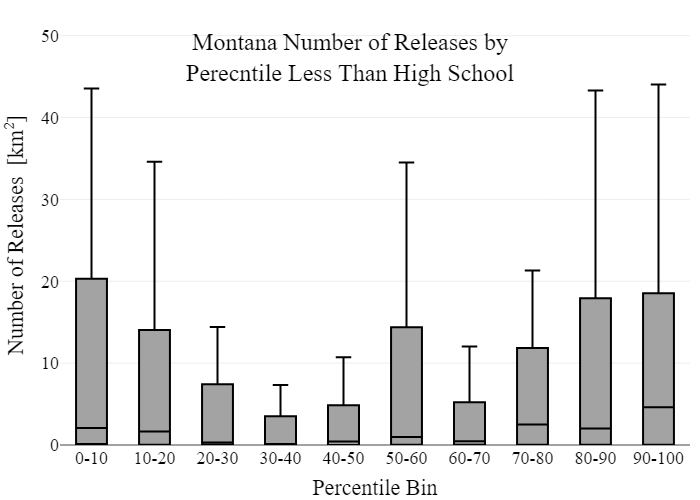 Montana Number of Releases by
Perecntile Less Than High School
Number of Releases [km²]
50
40
30
20
10
0
0-10 10-20 20-30 30-40 40-50 50-60 60-70 70-80 80-90 90-100
Percentile Bin